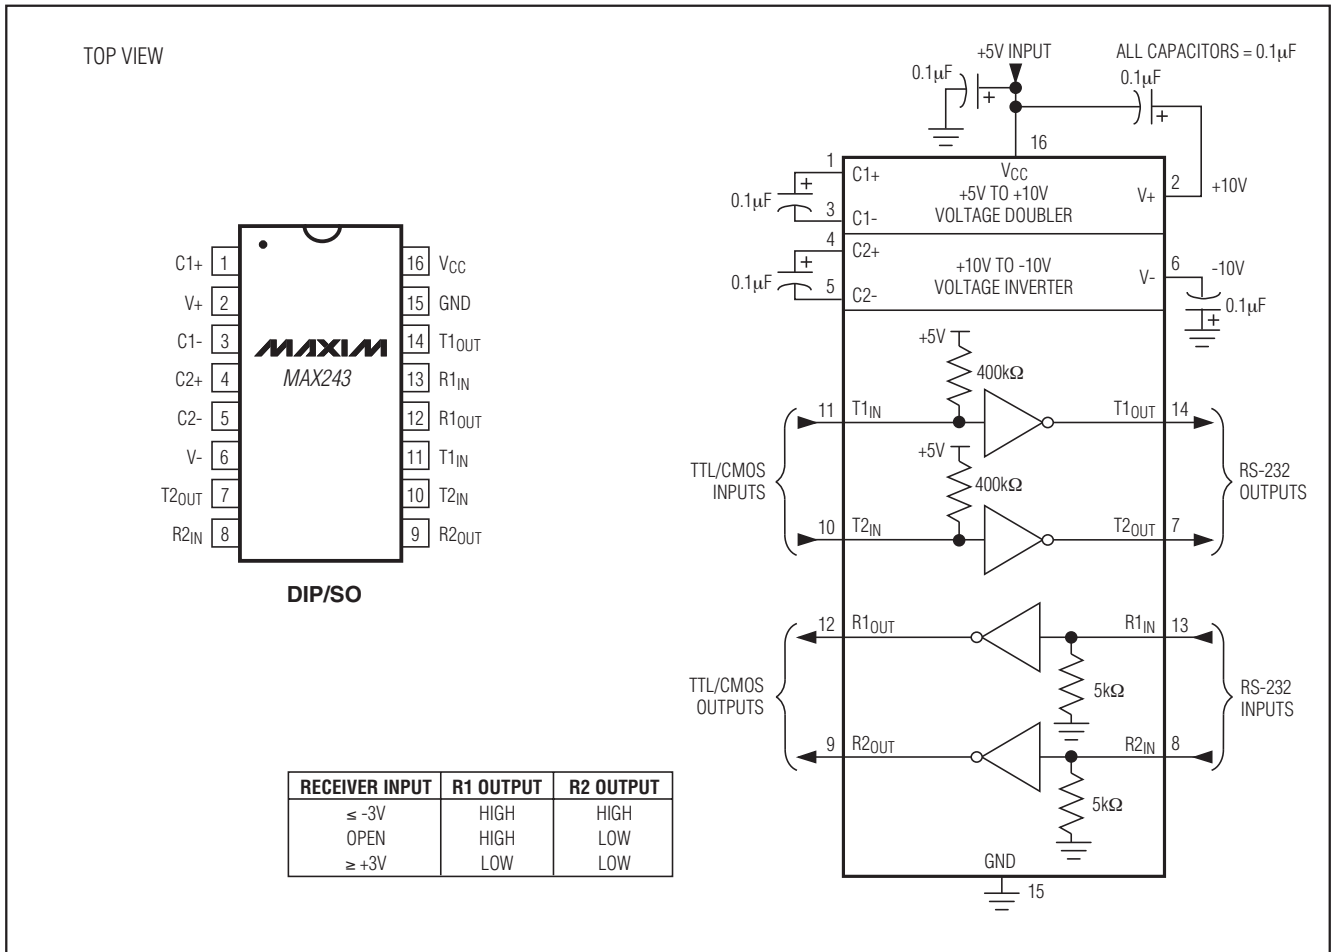 TOP VIEW
C1+ 1
V+ 2
C1- 3
C2+ 4
C2- 5
V- 6
T2OUT 7
R2IN 8
16 VCC
15 GND
14 T1OUT
13 R1IN
12 R1OUT
11 T1IN
10 T2IN
9 R2OUT
MAXIM
MAX243
DIP/SO
RECEIVER INPUT R1 OUTPUT R2 OUTPUT
≤ -3V HIGH HIGH
OPEN HIGH LOW
≥ +3V LOW LOW
+5V INPUT
ALL CAPACITORS = 0.1µF
0.1µF
+
0.1µF
+
16
VCC
+5V TO +10V
VOLTAGE DOUBLER
1
C1+
+
0.1µF
3
C1-
V+
2
+10V
4
C2+
+
0.1µF
5
C2-
+10V TO -10V
VOLTAGE INVERTER
V-
6
-10V
0.1µF
+
+5V
400kΩ
11 T1IN
T1OUT 14
+5V
400kΩ
TTL/CMOS
INPUTS
RS-232
OUTPUTS
10 T2IN
T2OUT 7
12 R1OUT
R1IN 13
5kΩ
TTL/CMOS
OUTPUTS
RS-232
INPUTS
9 R2OUT
R2IN 8
5kΩ
GND
15